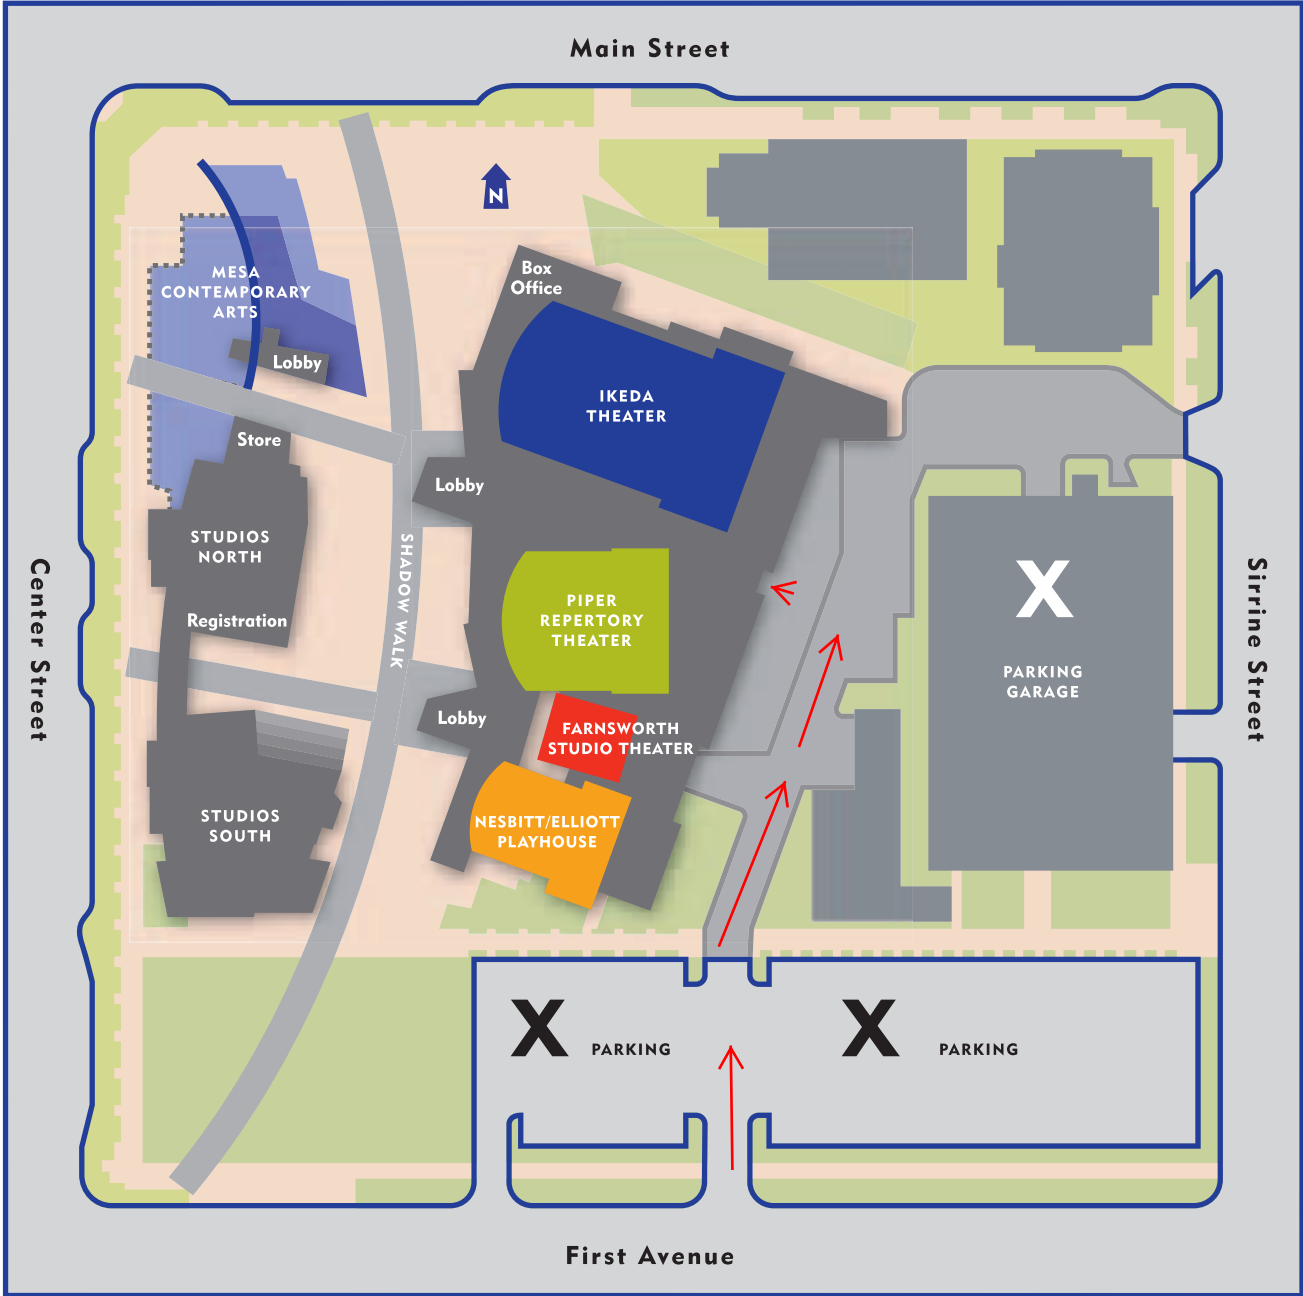 Main Street
N
Box
Office
MESA
CONTEMPORARY
ARTS
Lobby
IKEDA
THEATER
Store
Lobby
STUDIOS
NORTH
SHADOW WALK
Center Street
Sirrine Street
X
PIPER
REPERTORY
THEATER
Registration
PARKING
GARAGE
Lobby
FARNSWORTH
STUDIO THEATER
STUDIOS
SOUTH
NESBITT/ELLIOTT
PLAYHOUSE
X PARKING
X PARKING
First Avenue